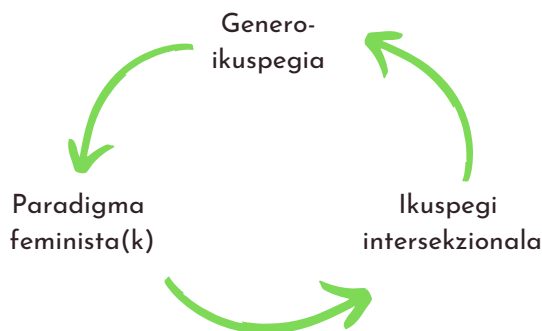 Genero-
ikuspegia
Paradigma
feminista(k)
Ikuspegi
intersekzionala